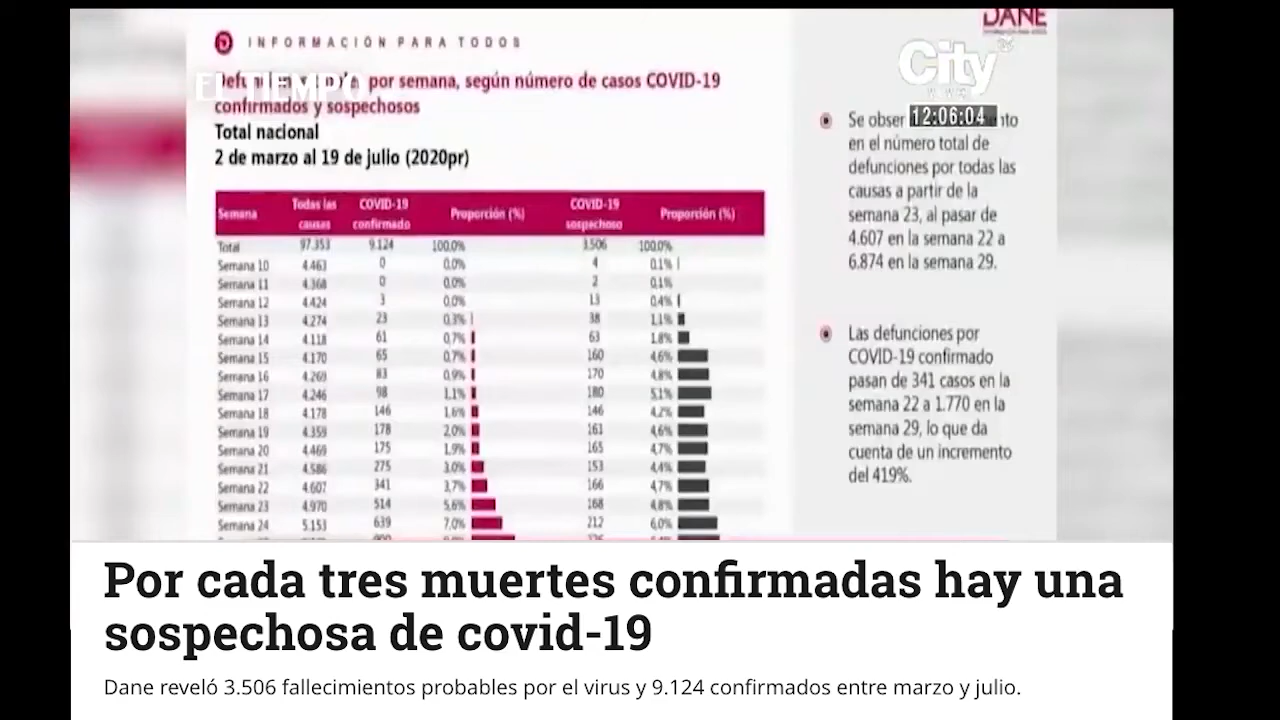 DANE
INFORMACIÓN PARA TODOS
City
EL TIEMPO
por semana, según número de casos COVID-19
confirmados y sospechosos
Total nacional
2 de marzo al 19 de julio (2020pr)
12:06:04
Semana Todas las causas COVID-19 confirmado Proporción (%) COVID-19 sospechoso Proporción (%)
Total 97.353 9.124 100.0% 3.506 100.0%
Semana 10 4.463 0 0.0% 4 0.1%
Semana 11 4.368 0 0.0% 2 0.1%
Semana 12 4.424 3 0.0% 13 0.4%
Semana 13 4.274 23 0.3% 38 1.1%
Semana 14 4.118 61 0.7% 63 1.8%
Semana 15 4.170 65 0.7% 160 4.6%
Semana 16 4.269 83 0.9% 170 4.8%
Semana 17 4.246 98 1.1% 180 5.1%
Semana 18 4.178 146 1.6% 146 4.2%
Semana 19 4.359 178 2.0% 161 4.6%
Semana 20 4.469 175 1.9% 165 4.7%
Semana 21 4.586 275 3.0% 153 4.4%
Semana 22 4.607 341 3,7% 166 4.7%
Semana 23 4.970 514 5,6% 168 4.8%
Semana 24 5.153 639 7.0% 212 6.0%
Se
en el número total de
defunciones por todas las
causas a partir de la
semana 23, al pasar de
4.607 en la semana 22 a
6.874 en la semana 29.
Las defunciones por
COVID-19 confirmado
pasan de 341 casos en la
semana 22 a 1.770 en la
semana 29, lo que da
cuenta de un incremento
del 419%.
Por cada tres muertes confirmadas hay una
sospechosa de covid-19
Dane reveló 3.506 fallecimientos probables por el virus y 9.124 confirmados entre marzo y julio.